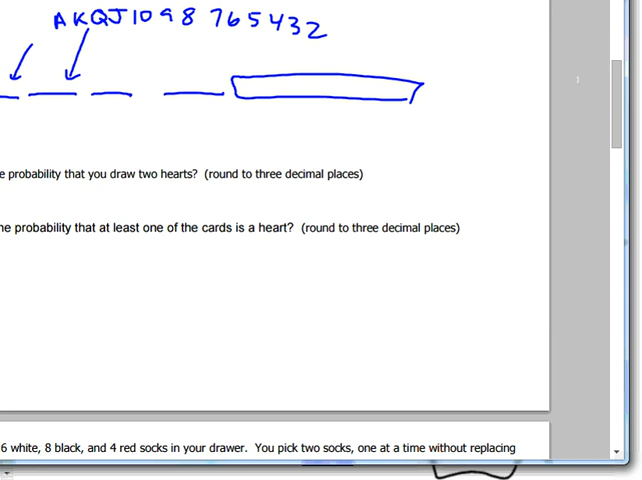 A K Q J 10 9 8 7 6 5 4 3 2
e probability that you draw two hearts? (round to three decimal places)
he probability that at least one of the cards is a heart? (round to three decimal places)
6 white, 8 black, and 4 red socks in your drawer. You pick two socks, one at a time without replacing